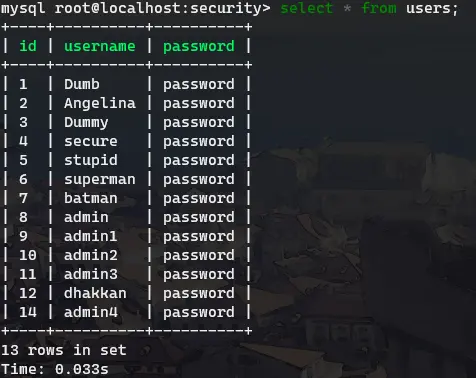 mysql root@localhost:security> select * from users;
+----+----------+----------+
| id | username | password |
+----+----------+----------+
| 1  | Dumb     | password |
| 2  | Angelina | password |
| 3  | Dummy    | password |
| 4  | secure   | password |
| 5  | stupid   | password |
| 6  | superman | password |
| 7  | batman   | password |
| 8  | admin    | password |
| 9  | admin1   | password |
| 10 | admin2   | password |
| 11 | admin3   | password |
| 12 | dhakkan  | password |
| 14 | admin4   | password |
+----+----------+----------+
13 rows in set
Time: 0.033s